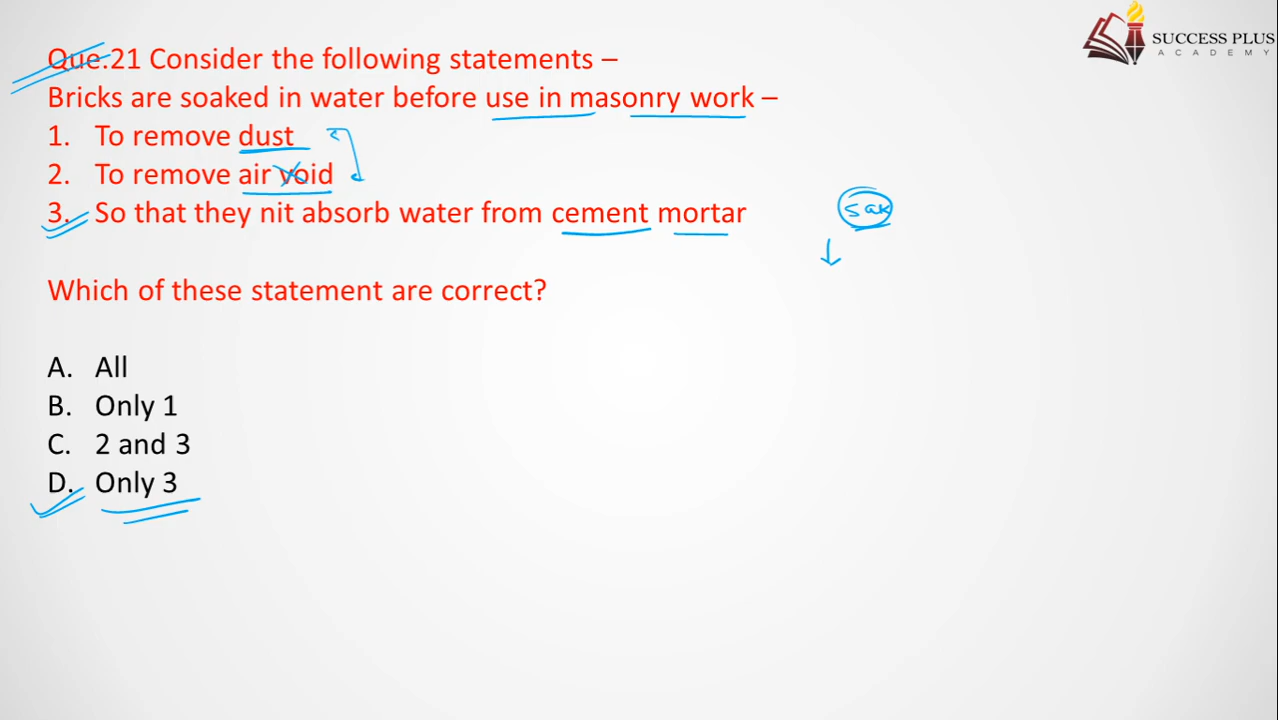 SUCCESS PLUS
ACADEMY
Que.21 Consider the following statements –
Bricks are soaked in water before use in masonry work –
1. To remove dust
2. To remove air void
3. So that they nit absorb water from cement mortar
sak
Which of these statement are correct?
A. All
B. Only 1
C. 2 and 3
D. Only 3